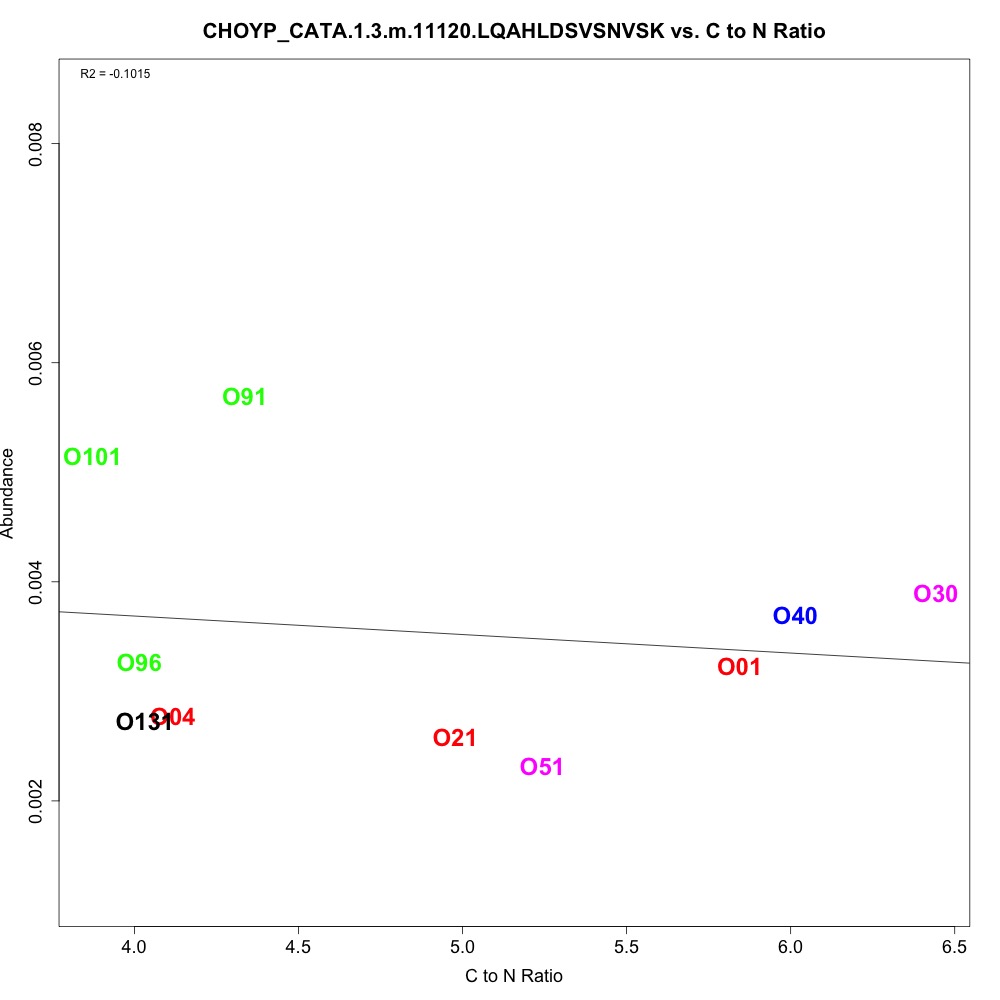 CHOYP_CATA.1.3.m.11120.LQAHLDSVSNVSK vs. C to N Ratio
R2 = -0.1015
0.008
0.006
O91
O101
Abundance
0.004
O30
O40
O96
O01
O131
O04
O21
O51
0.002
4.0 4.5 5.0 5.5 6.0 6.5
C to N Ratio